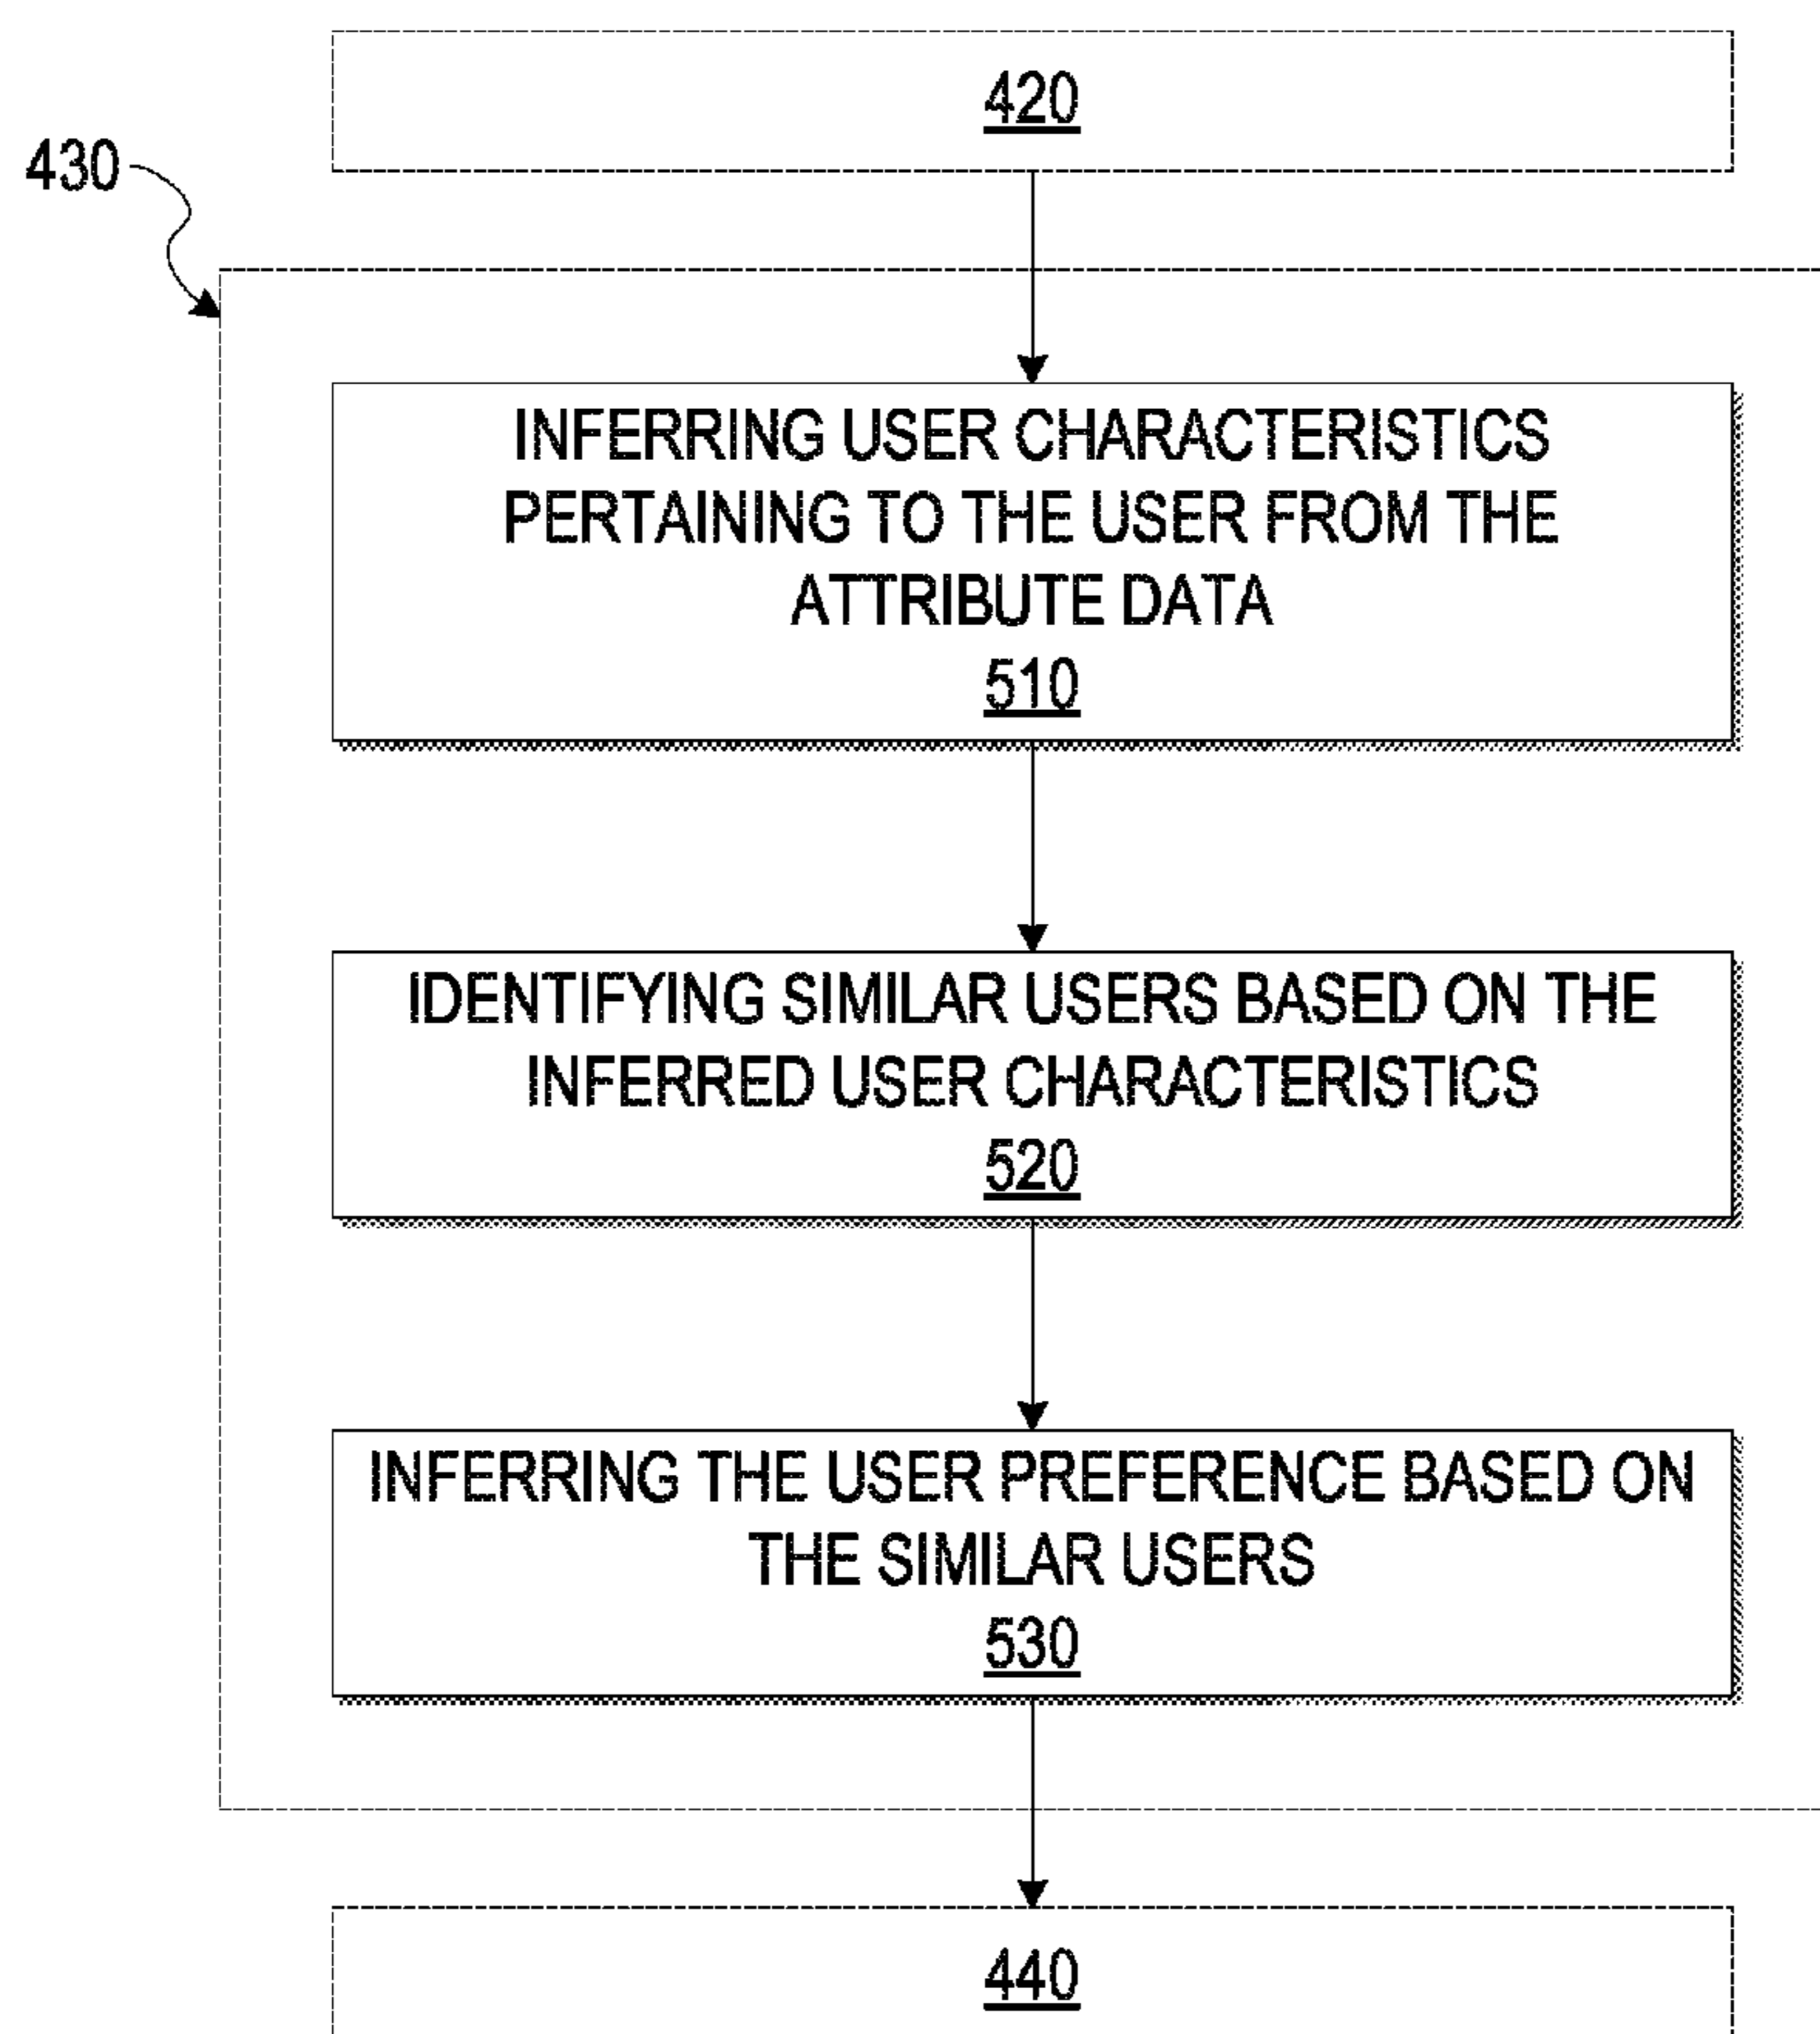 420
430
INFERRING USER CHARACTERISTICS
PERTAINING TO THE USER FROM THE
ATTRIBUTE DATA
510
IDENTIFYING SIMILAR USERS BASED ON THE
INFERRED USER CHARACTERISTICS
520
INFERRING THE USER PREFERENCE BASED ON
THE SIMILAR USERS
530
440